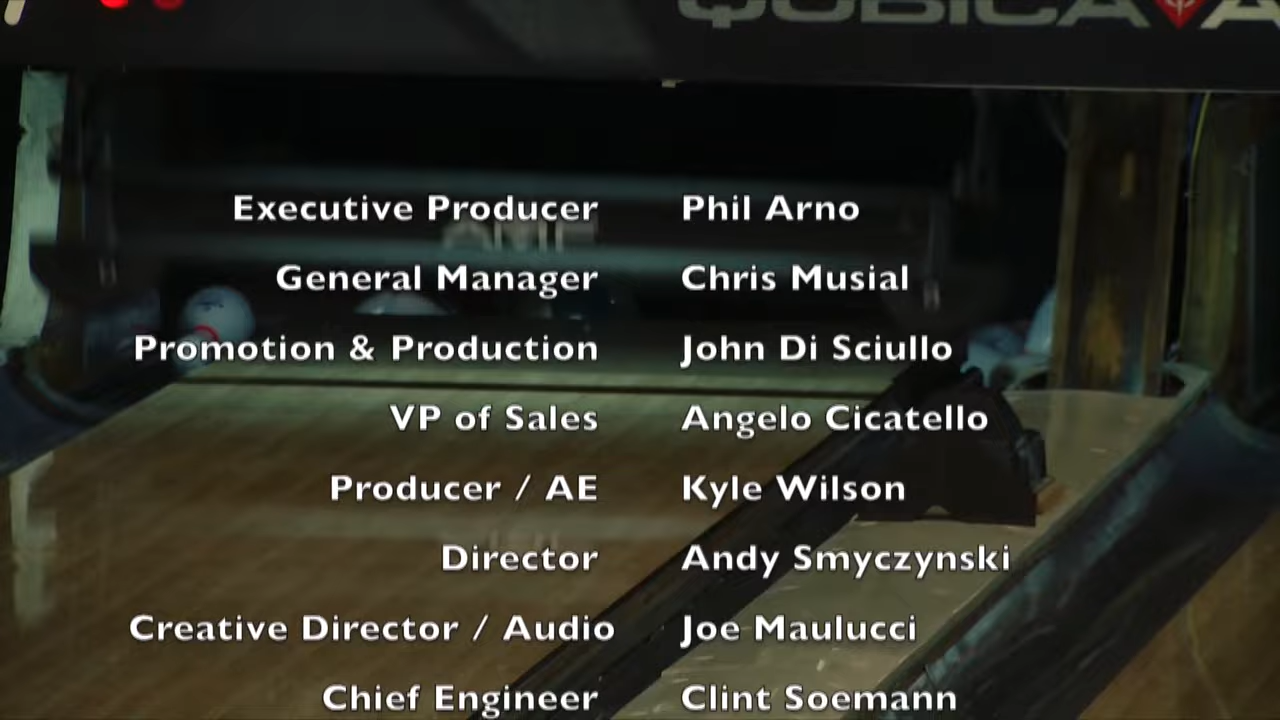 QUBICA A
Executive Producer Phil Arno
General Manager Chris Musial
Promotion & Production John Di Sciullo
VP of Sales Angelo Cicatello
Producer / AE Kyle Wilson
Director Andy Smyczynski
Creative Director / Audio Joe Maulucci
Chief Engineer Clint Soemann